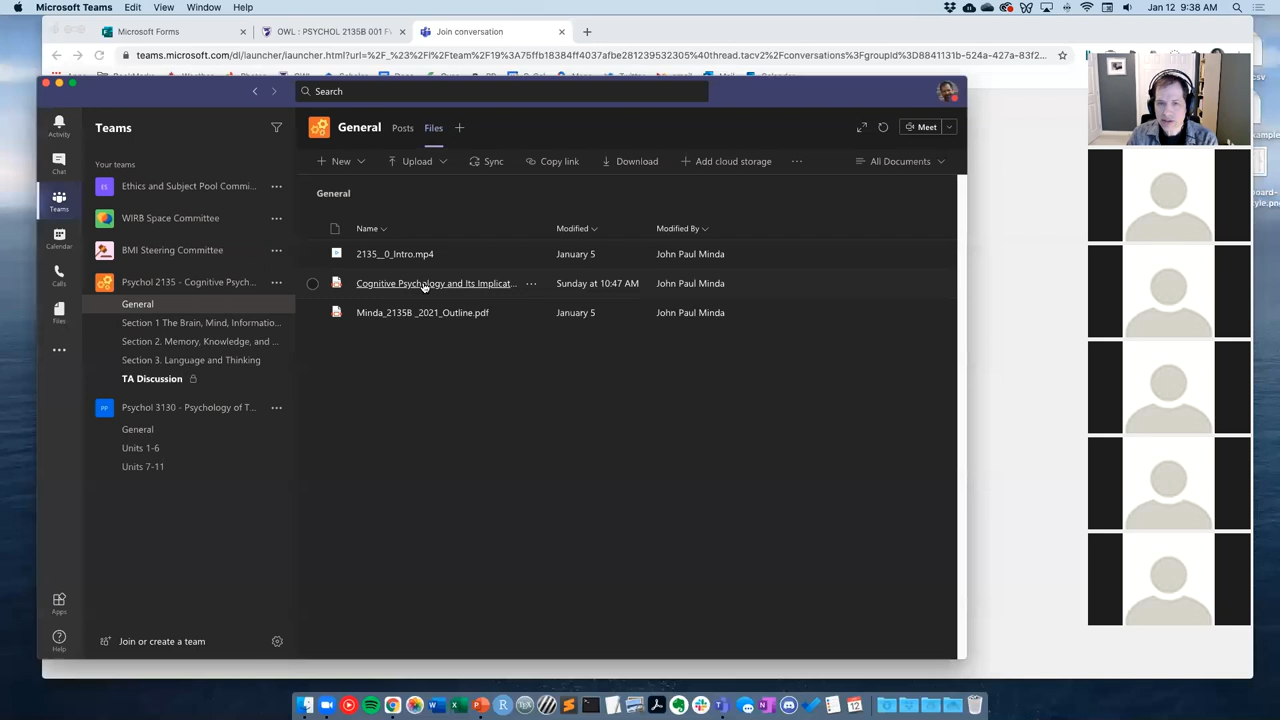 Microsoft Teams Edit View Window Help Jan 12 9:38 AM
Microsoft Forms OWL : PSYCHOL 2135B 001 F Join conversation
teams.microsoft.com/dl/launcher/launcher.html?url=%2F_%23%2Fl%2Fteam%2F19%3A75ffb18384ff4037afbe281239532305%40thread.tacv2%2Fconversations%3FgroupId%3D8841131b-524a-427a-83f2...
Search
Activity
Chat
Teams
Calendar
Calls
Files
Apps
Help
Teams
Your teams
ES Ethics and Subject Pool Commi...
WIRB Space Committee
BMI Steering Committee
Psychol 2135 - Cognitive Psych...
General
Section 1 The Brain, Mind, Informatio...
Section 2. Memory, Knowledge, and ...
Section 3. Language and Thinking
TA Discussion
PP Psychol 3130 - Psychology of T...
General
Units 1-6
Units 7-11
Join or create a team
General Posts Files Meet
New Upload Sync Copy link Download Add cloud storage All Documents
General
Name Modified Modified By
2135__0_Intro.mp4 January 5 John Paul Minda
Cognitive Psychology and Its Implicat... Sunday at 10:47 AM John Paul Minda
Minda_2135B _2021_Outline.pdf January 5 John Paul Minda